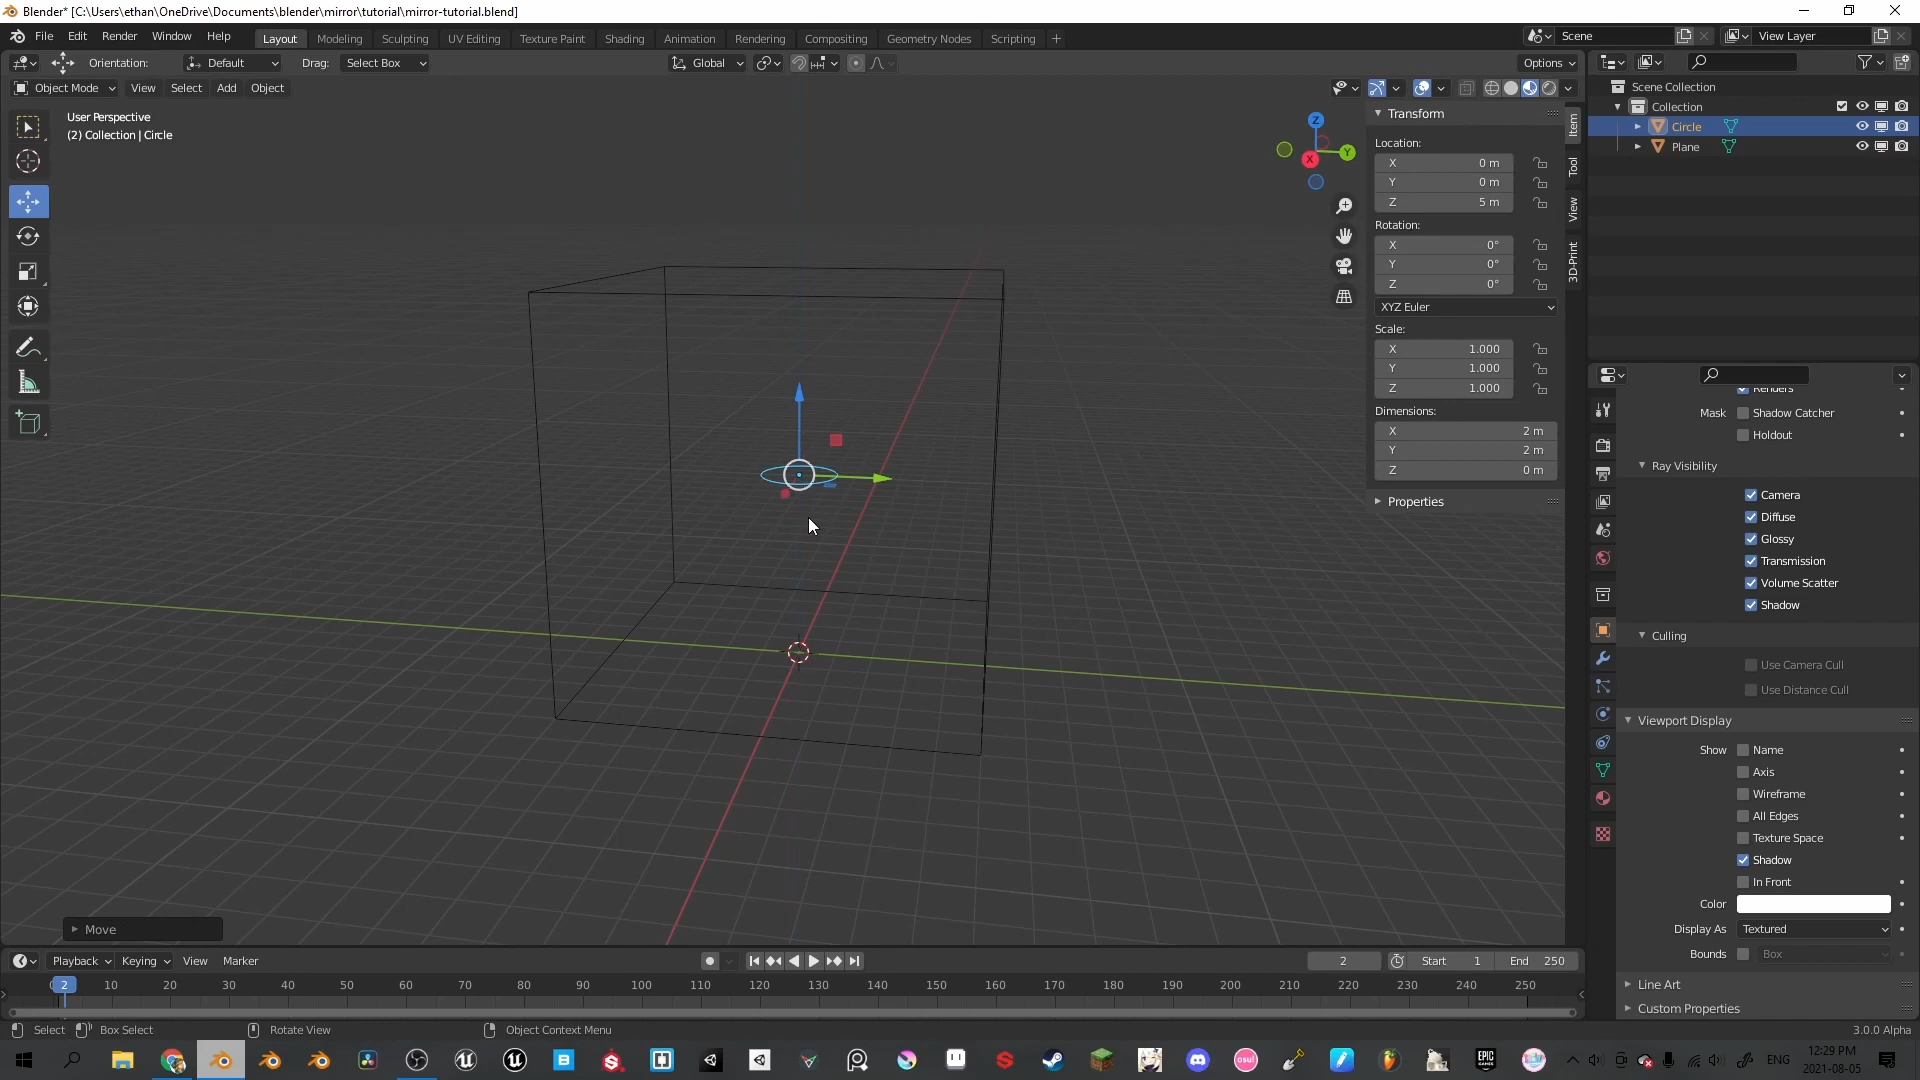 Blender* [C:\Users\ethan\OneDrive\Documents\blender\mirror\tutorial\mirror-tutorial.blend]
File Edit Render Window Help Layout Modeling Sculpting UV Editing Texture Paint Shading Animation Rendering Compositing Geometry Nodes Scripting + Scene View Layer
Orientation: Default Drag: Select Box Global Options
Object Mode View Select Add Object
User Perspective
(2) Collection | Circle
Z
Y
X
Transform
Location:
X 0 m
Y 0 m
Z 5 m
Rotation:
X 0°
Y 0°
Z 0°
XYZ Euler
Scale:
X 1.000
Y 1.000
Z 1.000
Dimensions:
X 2 m
Y 2 m
Z 0 m
Properties
Item
Tool
View
3D-Print
Scene Collection
Collection
Circle
Plane
Renders
Mask Shadow Catcher
Holdout
Ray Visibility
Camera
Diffuse
Glossy
Transmission
Volume Scatter
Shadow
Culling
Use Camera Cull
Use Distance Cull
Viewport Display
Show Name
Axis
Wireframe
All Edges
Texture Space
Shadow
In Front
Color
Display As Textured
Bounds Box
Line Art
Custom Properties
Move
Playback Keying View Marker 2 Start 1 End 250
2 10 20 30 40 50 60 70 80 90 100 110 120 130 140 150 160 170 180 190 200 210 220 230 240 250
Select Box Select Rotate View Object Context Menu 3.0.0 Alpha
osu! EPIC GAMES ENG 12:29 PM
2021-08-05